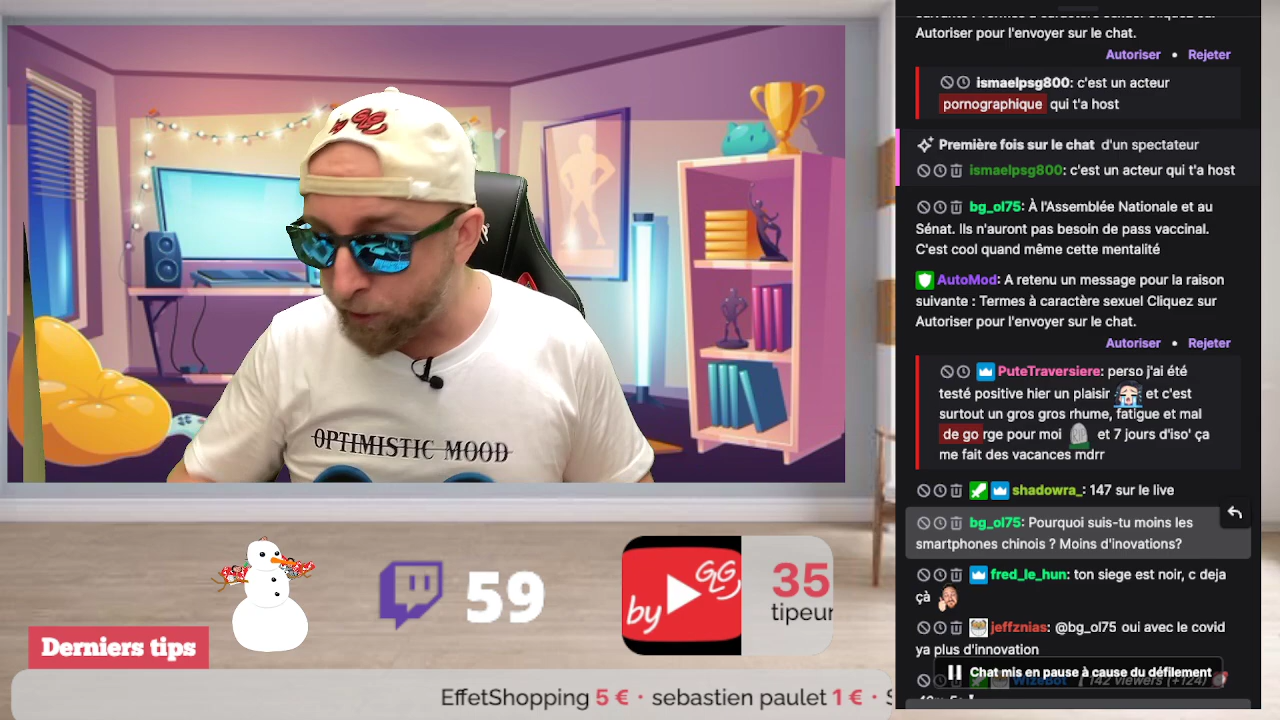 Autoriser pour l'envoyer sur le chat.
Autoriser • Rejeter
ismaelpsg800: c'est un acteur
pornographique qui t'a host
Première fois sur le chat d'un spectateur
ismaelpsg800: c'est un acteur qui t'a host
bg_ol75: À l'Assemblée Nationale et au
Sénat. Ils n'auront pas besoin de pass vaccinal.
C'est cool quand même cette mentalité
AutoMod: A retenu un message pour la raison
suivante : Termes à caractère sexuel Cliquez sur
Autoriser pour l'envoyer sur le chat.
Autoriser • Rejeter
PuteTraversiere: perso j'ai été
testé positive hier un plaisir et c'est
surtout un gros gros rhume, fatigue et mal
de gorge pour moi et 7 jours d'iso' ça
me fait des vacances mdrr
shadowra_: 147 sur le live
bg_ol75: Pourquoi suis-tu moins les
smartphones chinois ? Moins d'inovations?
fred_le_hun: ton siege est noir, c deja
çà
jeffznias: @bg_ol75 oui avec le covid
ya plus d'innovation
Chat mis en pause à cause du défilement
WizeBot 142 viewers (+124)
by GG
OPTIMISTIC MOOD
59
by GG
35
tipeur
Derniers tips
EffetShopping 5 € • sebastien paulet 1 € • S